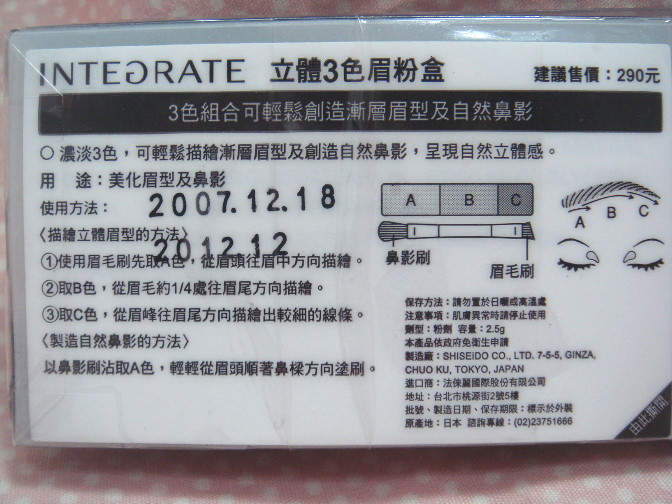 INTEGRATE 立體3色眉粉盒 建議售價：290元
3色組合可輕鬆創造漸層眉型及自然鼻影
○ 濃淡3色，可輕鬆描繪漸層眉型及創造自然鼻影，呈現自然立體感。
用　途：美化眉型及鼻影
使用方法：
2007.12.18
〈描繪立體眉型的方法〉
2012.12
①使用眉毛刷先取A色，從眉頭往眉中方向描繪。
②取B色，從眉毛約1/4處往眉尾方向描繪。
③取C色，從眉峰往眉尾方向描繪出較細的線條。
〈製造自然鼻影的方法〉
以鼻影刷沾取A色，輕輕從眉頭順著鼻樑方向塗刷。
A B C
鼻影刷
眉毛刷
A B C
保存方法：請勿置於日曬或高溫處
注意事項：肌膚異常時請停止使用
劑型：粉劑 容量：2.5g
本產品依政府免衛生申請
製造廠：SHISEIDO CO., LTD. 7-5-5, GINZA,
CHUO KU, TOKYO, JAPAN
進口商：法徠麗國際股份有限公司
地址：台北市桃源街2號5樓
批號、製造日期、保存期限：標示於外裝
原產地：日本 諮詢專線：(02)23751666
由此撕開